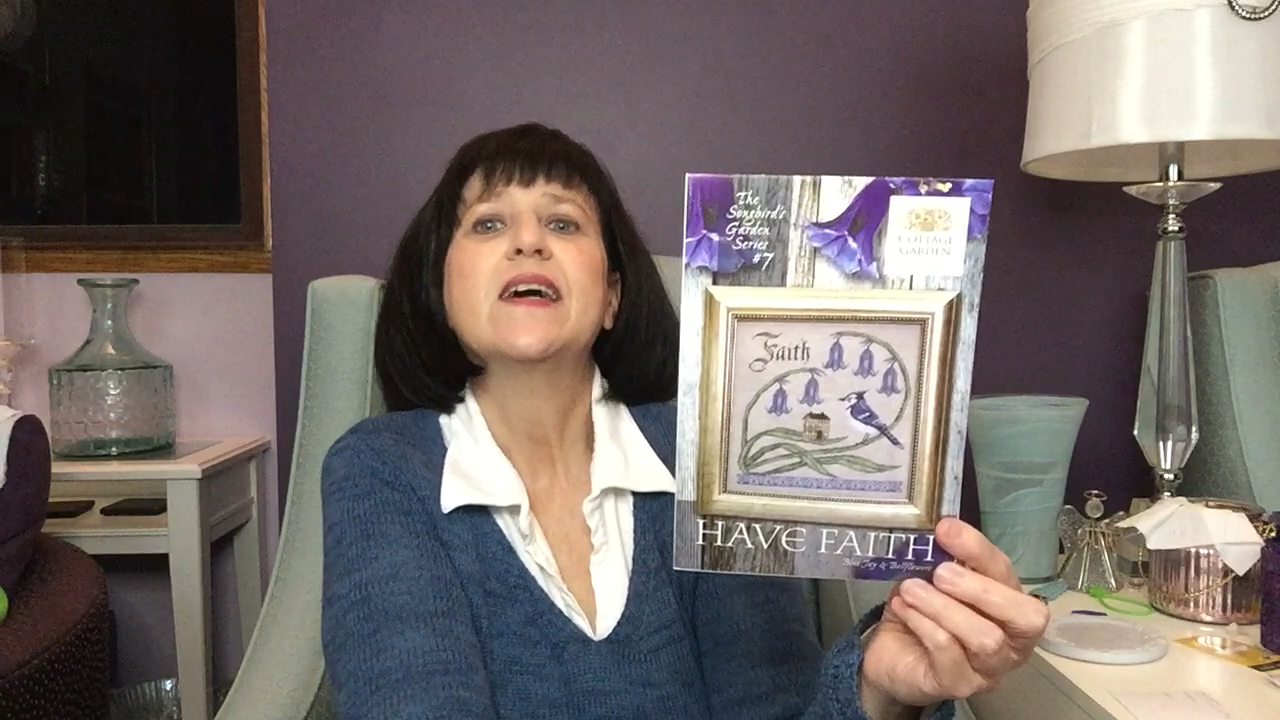 The
Songbird's
Garden
Series
#7
COTTAGE
GARDEN
Faith
HAVE FAITH
Blue Jay & Bellflowers